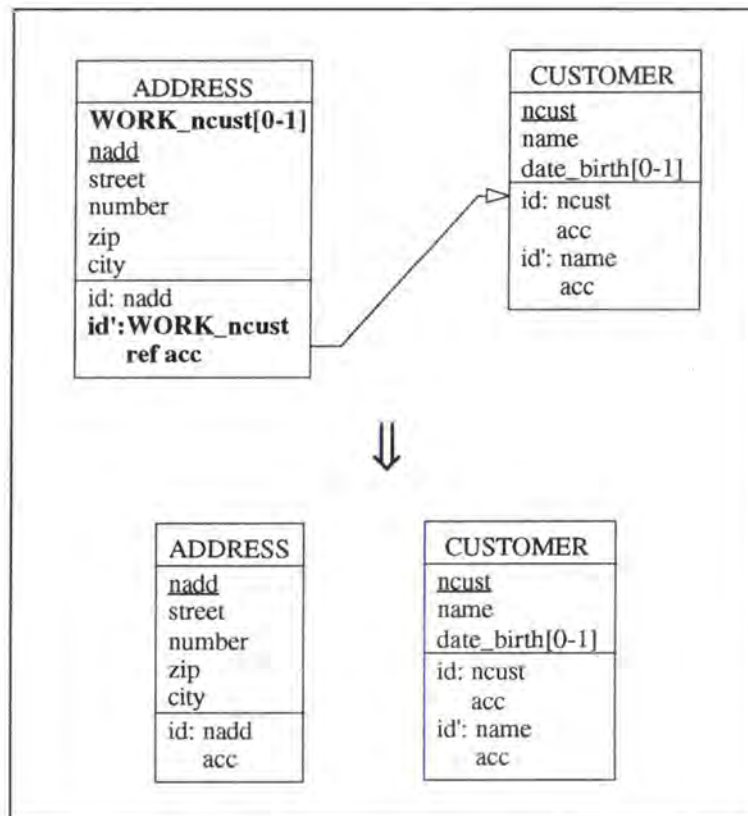 ADDRESS
WORK_ncust[0-1]
nadd
street
number
zip
city
id: nadd
id':WORK_ncust
ref acc
CUSTOMER
ncust
name
date_birth[0-1]
id: ncust
acc
id': name
acc
ADDRESS
nadd
street
number
zip
city
id: nadd
acc
CUSTOMER
ncust
name
date_birth[0-1]
id: ncust
acc
id': name
acc